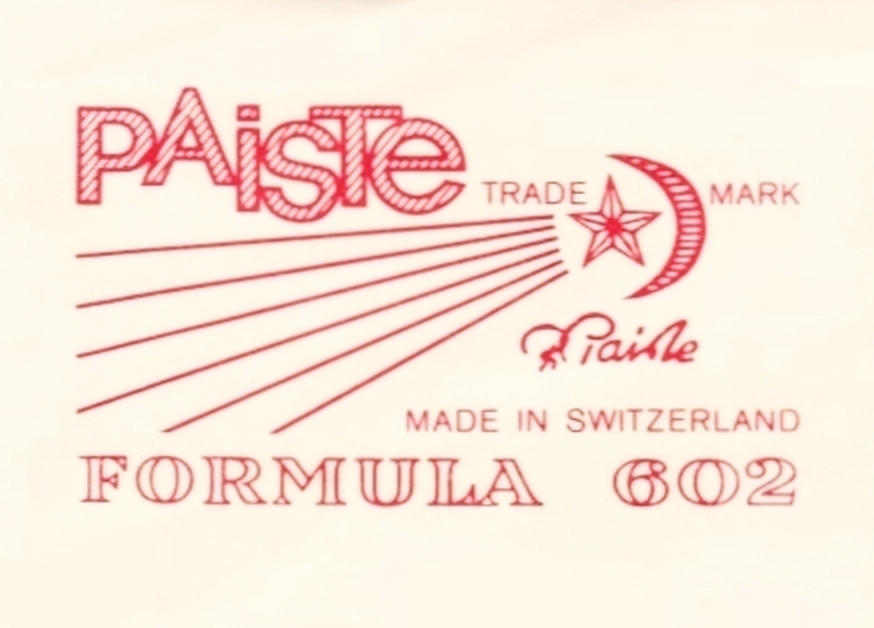 PAiSTe
TRADE MARK
Paiste
MADE IN SWITZERLAND
FORMULA 602